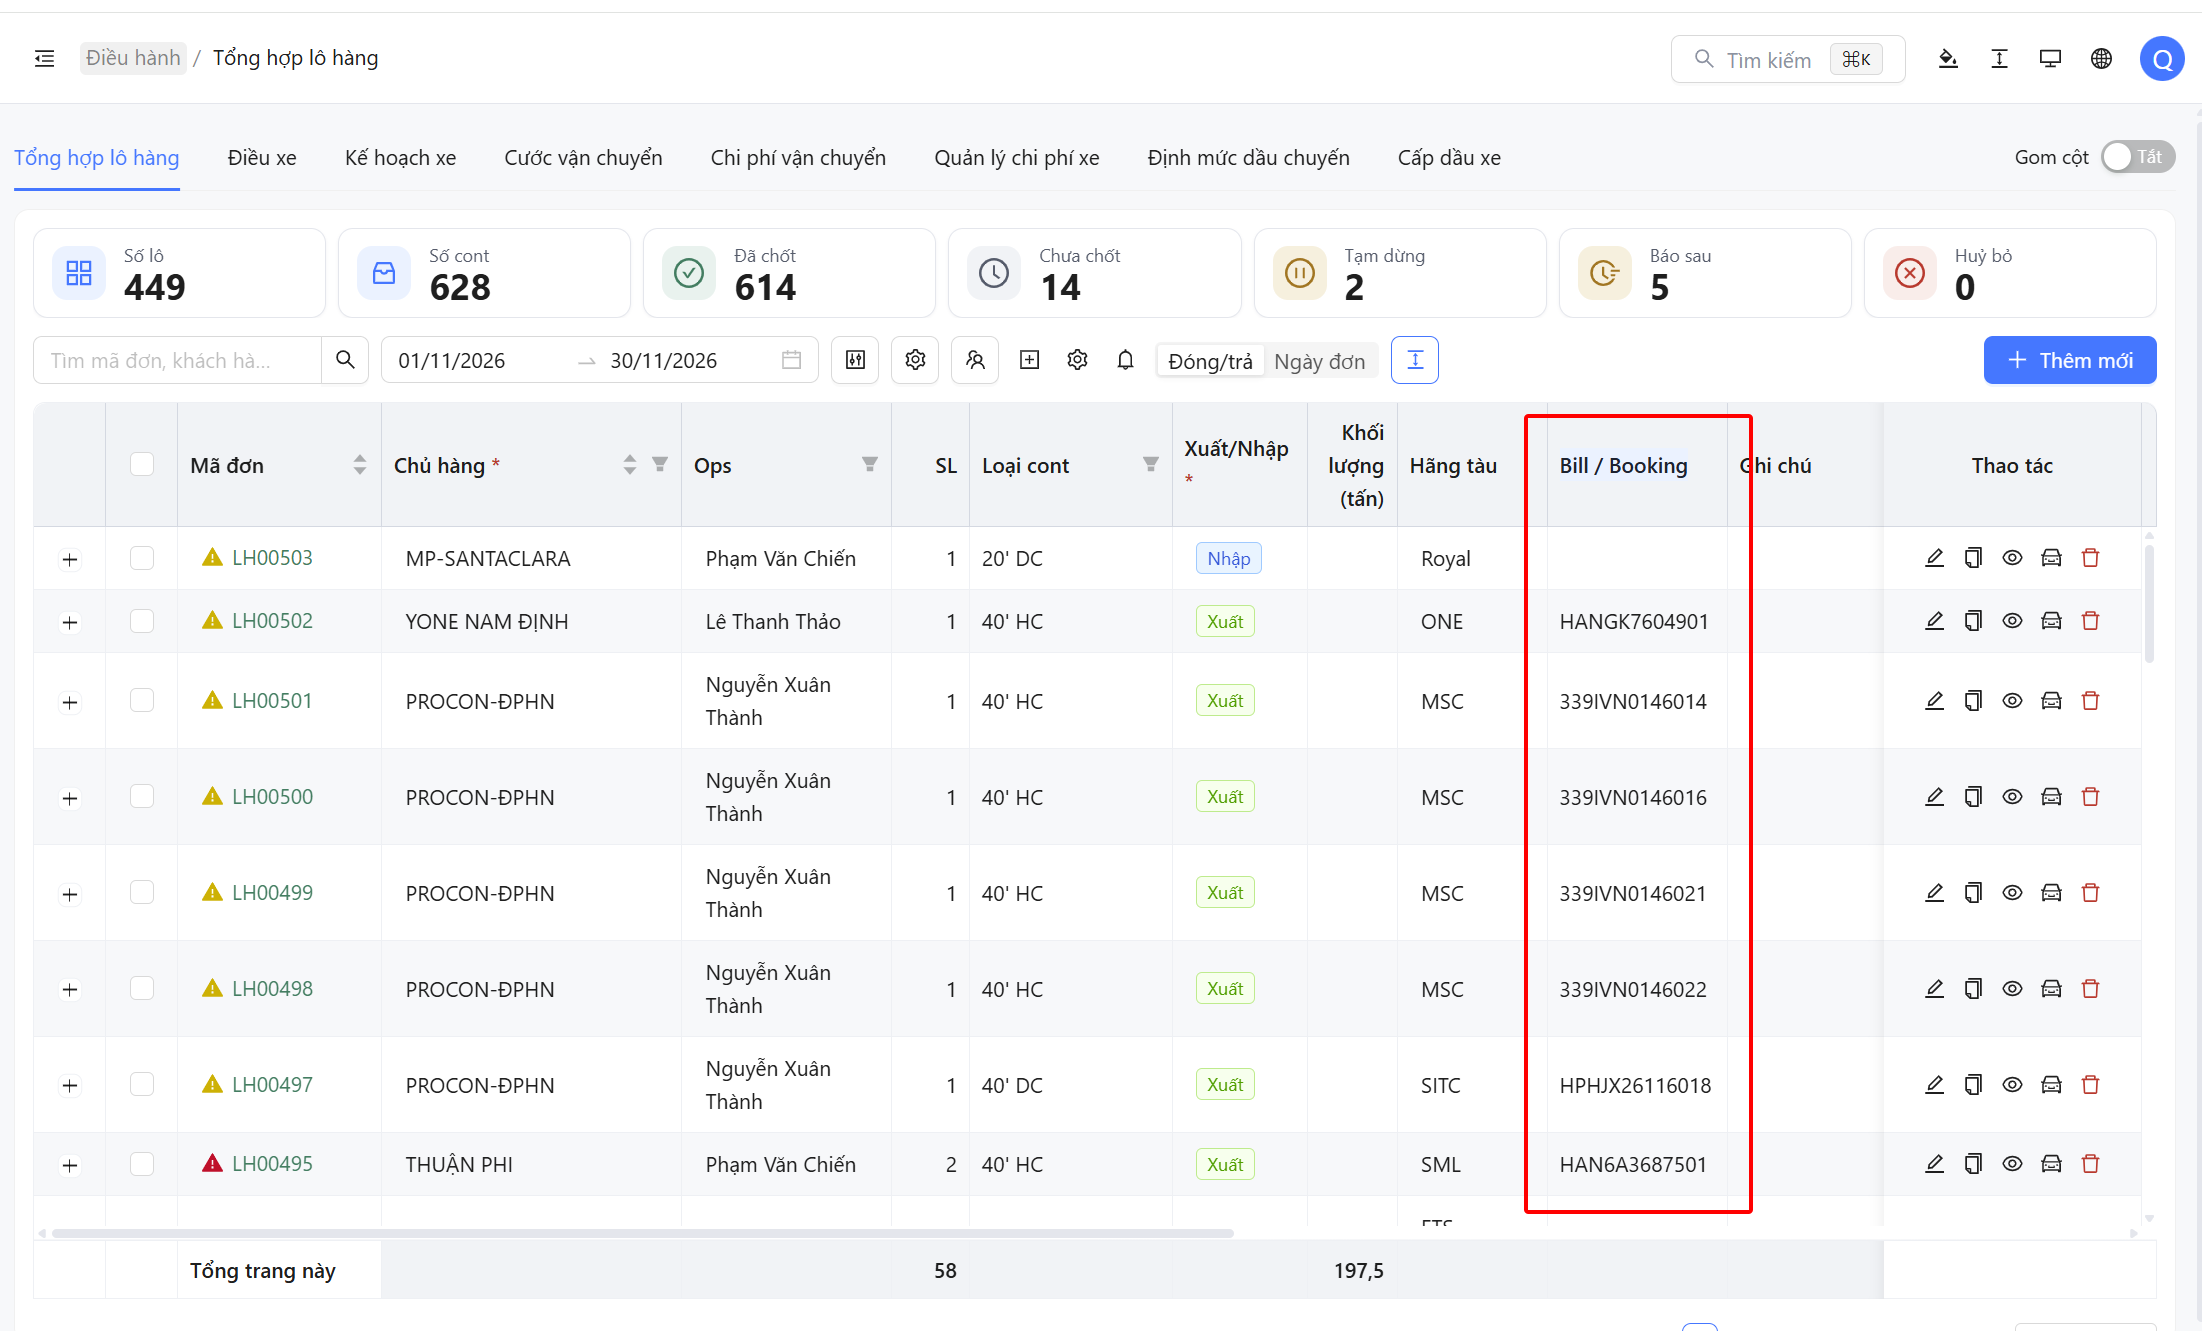 Điều hành / Tổng hợp lô hàng
Tìm kiếm ⌘K
Q
Tổng hợp lô hàng Điều xe Kế hoạch xe Cước vận chuyển Chi phí vận chuyển Quản lý chi phí xe Định mức dầu chuyến Cấp dầu xe
Gom cột Tắt
Số lô
449
Số cont
628
Đã chốt
614
Chưa chốt
14
Tạm dừng
2
Báo sau
5
Huỷ bỏ
0
Tìm mã đơn, khách hà...
01/11/2026 → 30/11/2026
Đóng/trả Ngày đơn
+ Thêm mới
Mã đơn Chủ hàng * Ops SL Loại cont Xuất/Nhập * Khối lượng (tấn) Hãng tàu Bill / Booking Ghi chú Thao tác
LH00503 MP-SANTACLARA Phạm Văn Chiến 1 20' DC Nhập Royal
LH00502 YONE NAM ĐỊNH Lê Thanh Thảo 1 40' HC Xuất ONE HANGK7604901
LH00501 PROCON-ĐPHN Nguyễn Xuân Thành 1 40' HC Xuất MSC 339IVN0146014
LH00500 PROCON-ĐPHN Nguyễn Xuân Thành 1 40' HC Xuất MSC 339IVN0146016
LH00499 PROCON-ĐPHN Nguyễn Xuân Thành 1 40' HC Xuất MSC 339IVN0146021
LH00498 PROCON-ĐPHN Nguyễn Xuân Thành 1 40' HC Xuất MSC 339IVN0146022
LH00497 PROCON-ĐPHN Nguyễn Xuân Thành 1 40' DC Xuất SITC HPHJX26116018
LH00495 THUẬN PHI Phạm Văn Chiến 2 40' HC Xuất SML HAN6A3687501
Tổng trang này 58 197,5